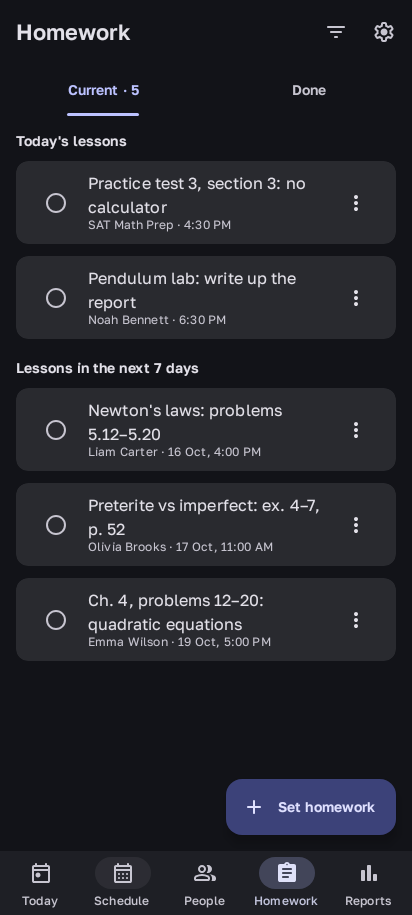 Homework
Current · 5
Done
Today's lessons
Practice test 3, section 3: no
calculator
SAT Math Prep · 4:30 PM
Pendulum lab: write up the
report
Noah Bennett · 6:30 PM
Lessons in the next 7 days
Newton's laws: problems
5.12–5.20
Liam Carter · 16 Oct, 4:00 PM
Preterite vs imperfect: ex. 4–7,
p. 52
Olivia Brooks · 17 Oct, 11:00 AM
Ch. 4, problems 12–20:
quadratic equations
Emma Wilson · 19 Oct, 5:00 PM
Set homework
Today
Schedule
People
Homework
Reports